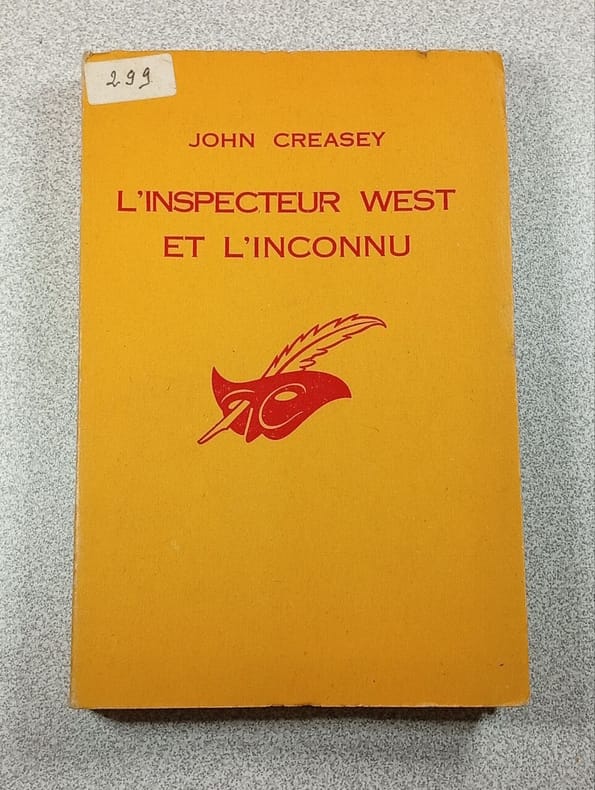 299
JOHN CREASEY
L'INSPECTEUR WEST
ET L'INCONNU